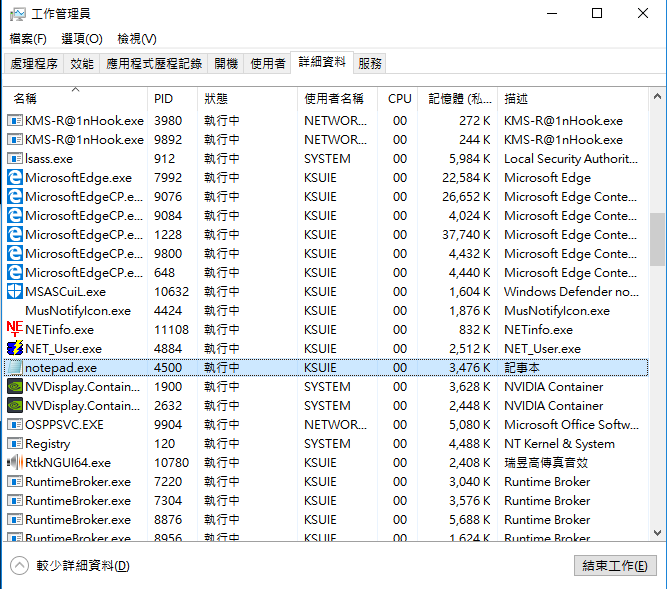 工作管理員
檔案(F) 選項(O) 檢視(V)
處理程序 效能 應用程式歷程記錄 開機 使用者 詳細資料 服務
名稱 PID 狀態 使用者名稱 CPU 記憶體 (私... 描述
KMS-R@1nHook.exe 3980 執行中 NETWOR... 00 272 K KMS-R@1nHook.exe
KMS-R@1nHook.exe 9892 執行中 NETWOR... 00 244 K KMS-R@1nHook.exe
lsass.exe 912 執行中 SYSTEM 00 5,984 K Local Security Authorit...
MicrosoftEdge.exe 7992 執行中 KSUIE 00 22,584 K Microsoft Edge
MicrosoftEdgeCP.e... 9076 執行中 KSUIE 00 26,652 K Microsoft Edge Conte...
MicrosoftEdgeCP.e... 9084 執行中 KSUIE 00 4,024 K Microsoft Edge Conte...
MicrosoftEdgeCP.e... 1228 執行中 KSUIE 00 37,740 K Microsoft Edge Conte...
MicrosoftEdgeCP.e... 9800 執行中 KSUIE 00 4,432 K Microsoft Edge Conte...
MicrosoftEdgeCP.e... 648 執行中 KSUIE 00 4,440 K Microsoft Edge Conte...
MSASCuiL.exe 10632 執行中 KSUIE 00 1,604 K Windows Defender no...
MusNotifyIcon.exe 4424 執行中 KSUIE 00 1,876 K MusNotifyIcon.exe
NETinfo.exe 11108 執行中 KSUIE 00 832 K NETinfo.exe
NET_User.exe 4884 執行中 KSUIE 00 2,512 K NET_User.exe
notepad.exe 4500 執行中 KSUIE 00 3,476 K 記事本
NVDisplay.Contain... 1900 執行中 SYSTEM 00 3,628 K NVIDIA Container
NVDisplay.Contain... 2632 執行中 SYSTEM 00 2,448 K NVIDIA Container
OSPPSVC.EXE 9904 執行中 NETWOR... 00 5,080 K Microsoft Office Softw...
Registry 120 執行中 SYSTEM 00 4,488 K NT Kernel & System
RtkNGUI64.exe 10780 執行中 KSUIE 00 2,408 K 瑞昱高傳真音效
RuntimeBroker.exe 7220 執行中 KSUIE 00 3,040 K Runtime Broker
RuntimeBroker.exe 7304 執行中 KSUIE 00 3,576 K Runtime Broker
RuntimeBroker.exe 8876 執行中 KSUIE 00 5,688 K Runtime Broker
RuntimeBroker.exe 8956 執行中 KSUIE 00 1,624 K Runtime Broker
較少詳細資料(D) 結束工作(E)